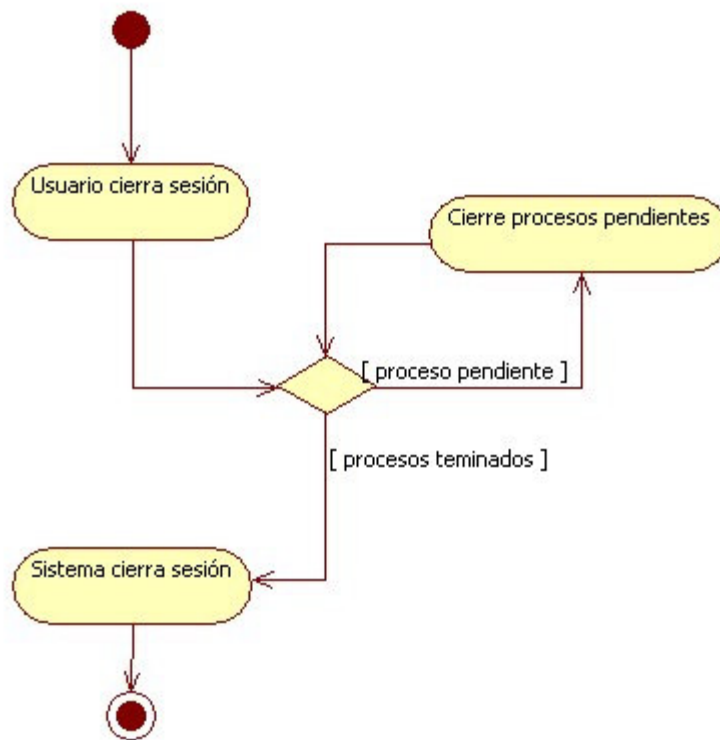 Usuario cierra sesión
Cierre procesos pendientes
[ proceso pendiente ]
[ procesos teminados ]
Sistema cierra sesión